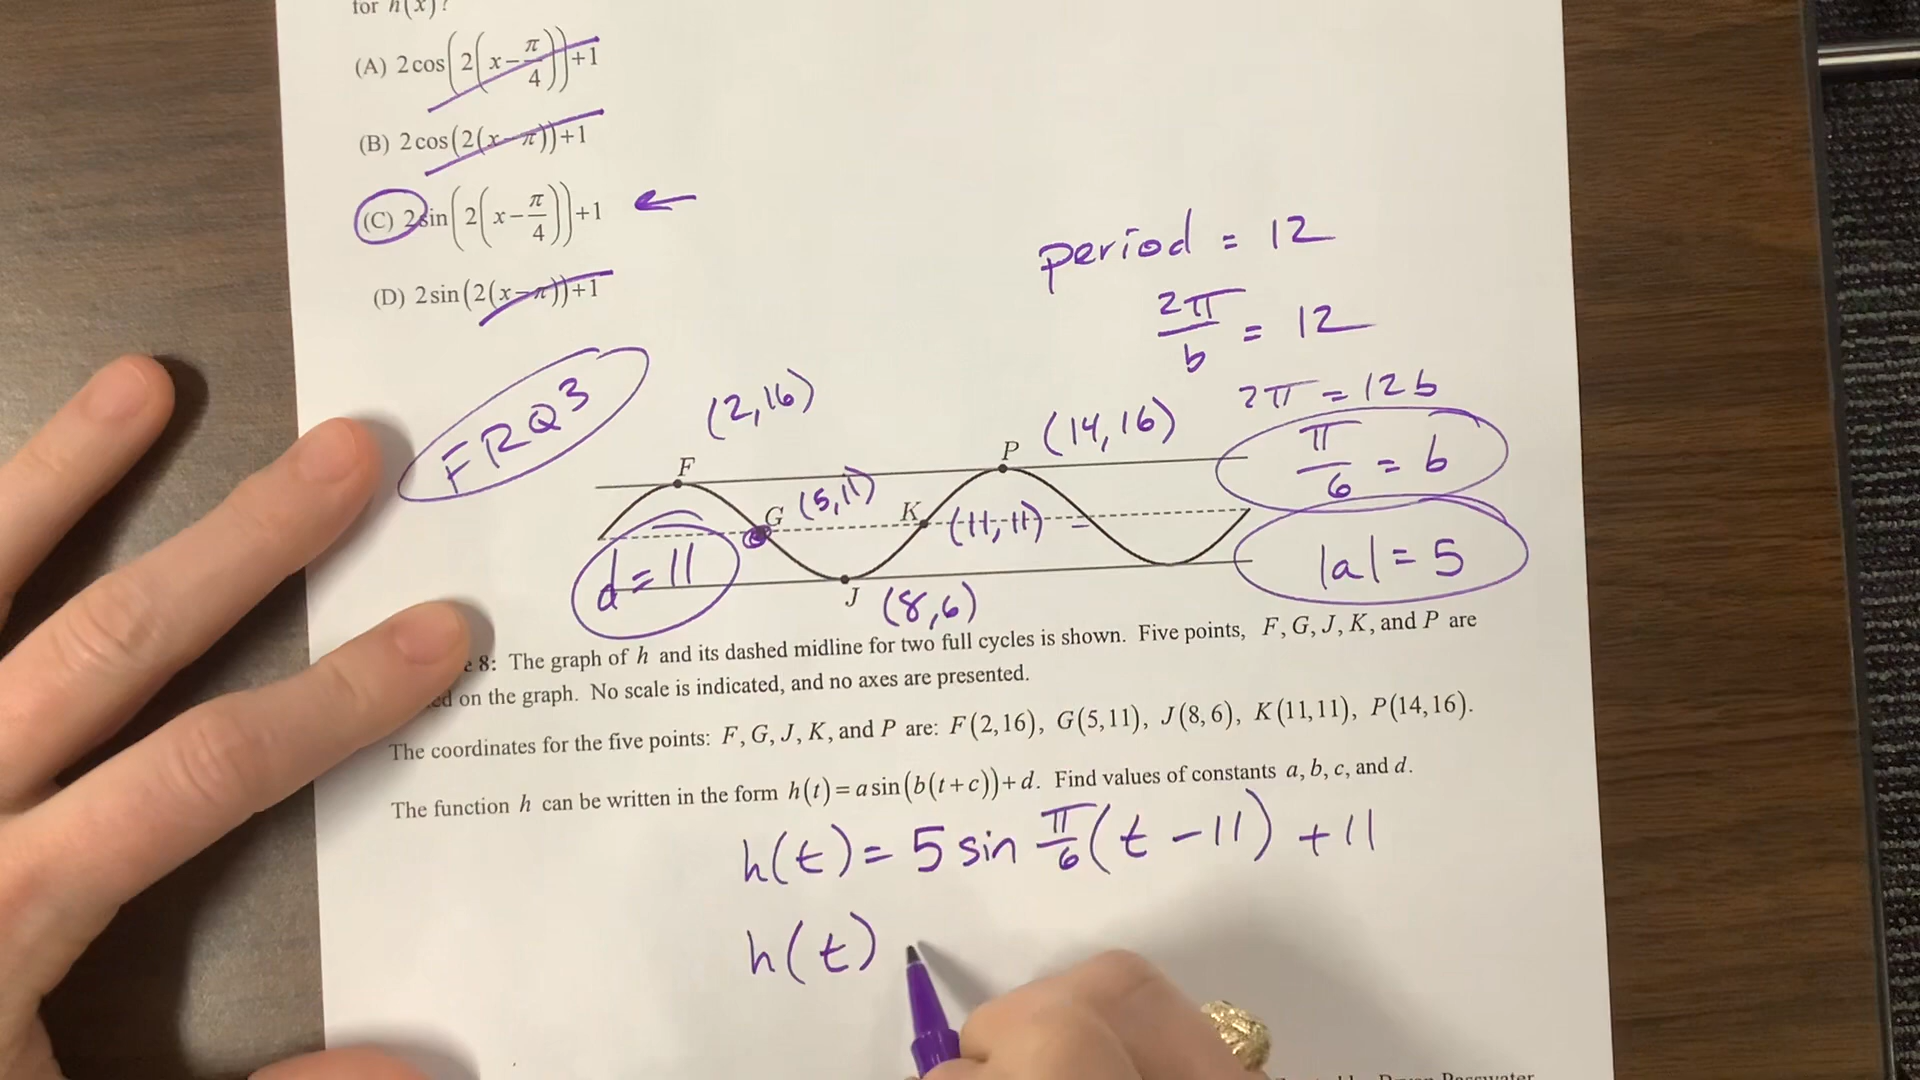 for h(x)?
(A) 2cos(2(x−π/4))+1
(B) 2cos(2(x−π))+1
(C) 2sin(2(x−π/4))+1
(D) 2sin(2(x−π))+1
period = 12
2π/b = 12
2π = 12b
π/6 = b
|a| = 5
FRQ3
(2,16)
(14,16)
F
P
G (5,11)
K (11,11)
d = 11
J (8,6)
8: The graph of h and its dashed midline for two full cycles is shown. Five points, F, G, J, K, and P are
on the graph. No scale is indicated, and no axes are presented.
The coordinates for the five points: F, G, J, K, and P are: F(2,16), G(5,11), J(8,6), K(11,11), P(14,16).
The function h can be written in the form h(t) = a sin(b(t+c))+d. Find values of constants a, b, c, and d.
h(t) = 5 sin π/6 (t − 11) + 11
h(t)